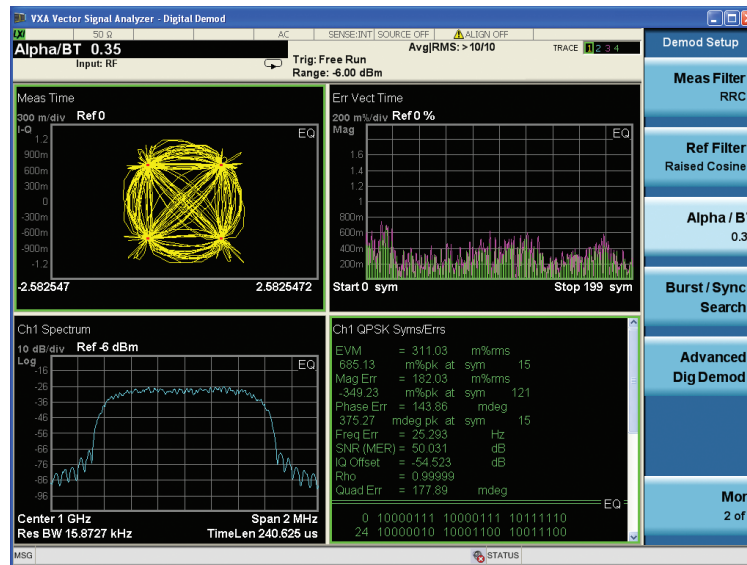 VXA Vector Signal Analyzer - Digital Demod
LXI 50 Ω AC SENSE:INT SOURCE OFF ALIGN OFF
Alpha/BT 0.35
Input: RF
Trig: Free Run
Range: -6.00 dBm
Avg|RMS: >10/10
TRACE 1 2 3 4
Demod Setup
Meas Filter
RRC
Ref Filter
Raised Cosine
Alpha / B
0.3
Burst / Sync
Search
Advanced
Dig Demod
Mor
2 of
Meas Time
300 m/div Ref 0
I-Q
EQ
1.2
900m
600m
300m
0
-300m
-600m
-900m
-1.2
-2.582547 2.5825472
Err Vect Time
200 m%/div Ref 0 %
Mag
EQ
1.6
1.4
1.2
1
800m
600m
400m
200m
Start 0 sym Stop 199 sym
Ch1 Spectrum
10 dB/div Ref -6 dBm
Log
EQ
-16
-26
-36
-46
-56
-66
-76
-86
-96
Center 1 GHz Span 2 MHz
Res BW 15.8727 kHz TimeLen 240.625 us
Ch1 QPSK Syms/Errs
EVM = 311.03 m%rms
685.13 m%pk at sym 15
Mag Err = 182.03 m%rms
-349.23 m%pk at sym 121
Phase Err = 143.86 mdeg
375.27 mdeg pk at sym 15
Freq Err = 25.293 Hz
SNR (MER) = 50.031 dB
IQ Offset = -54.523 dB
Rho = 0.99999
Quad Err = 177.89 mdeg
EQ
0 10000111 10000111 10111110
24 10000010 10001100 10011100
MSG STATUS